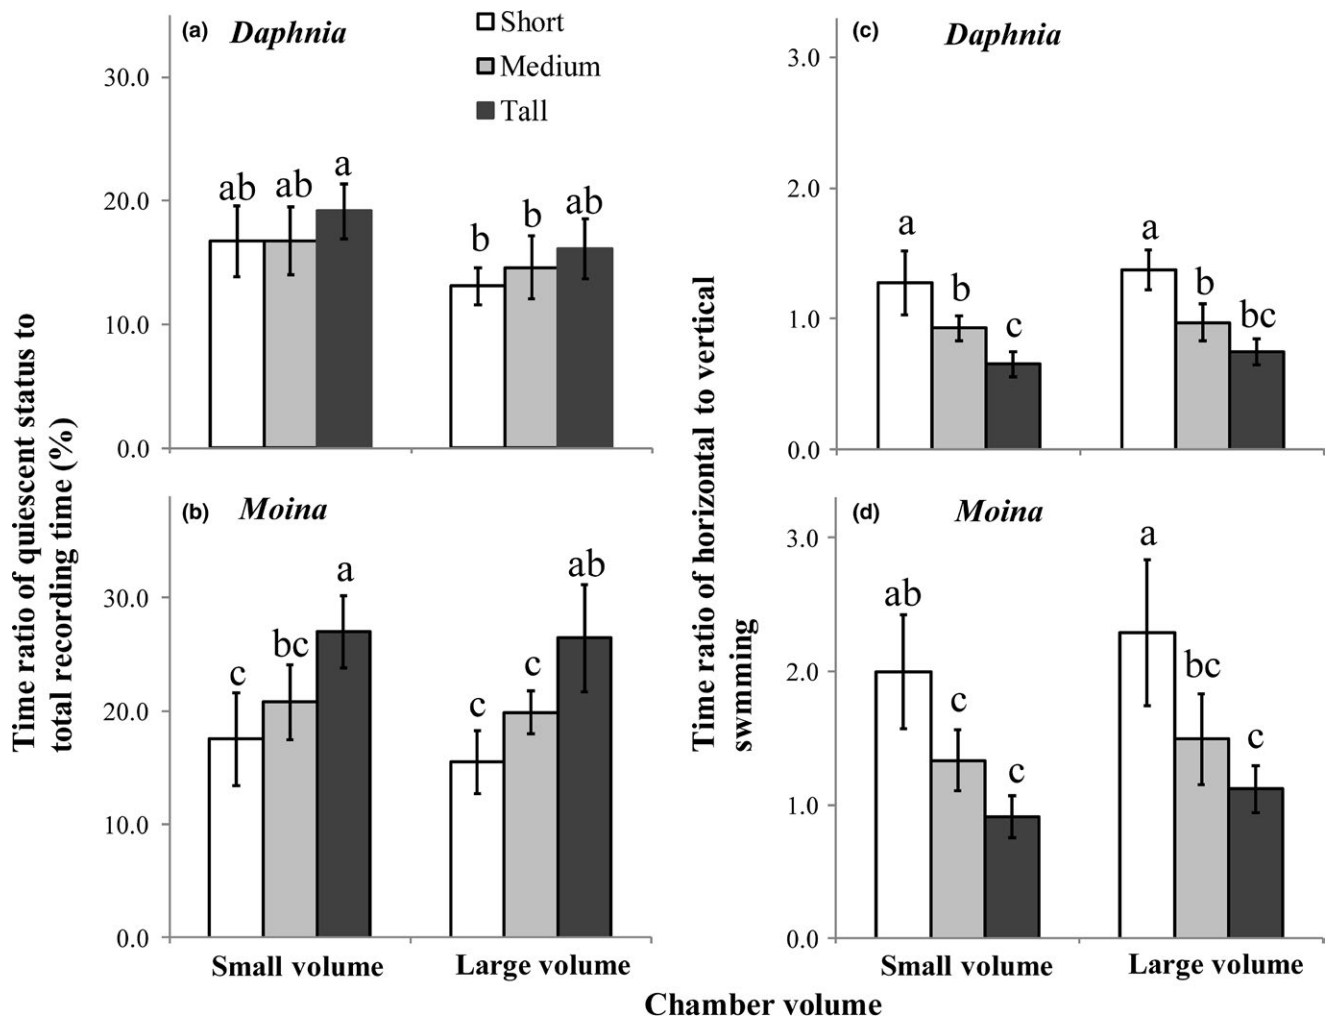 (a) Daphnia
Short
Medium
Tall
30.0
20.0
10.0
0.0
ab ab a
b b ab
(c) Daphnia
3.0
2.0
1.0
0.0
a b c
a b bc
(b) Moina
30.0
20.0
10.0
0.0
c bc a
c c ab
Small volume Large volume
(d) Moina
3.0
2.0
1.0
0.0
ab c c
a bc c
Small volume Large volume
Time ratio of quiescent status to
total recording time (%)
Time ratio of horizontal to vertical
swmming
Chamber volume